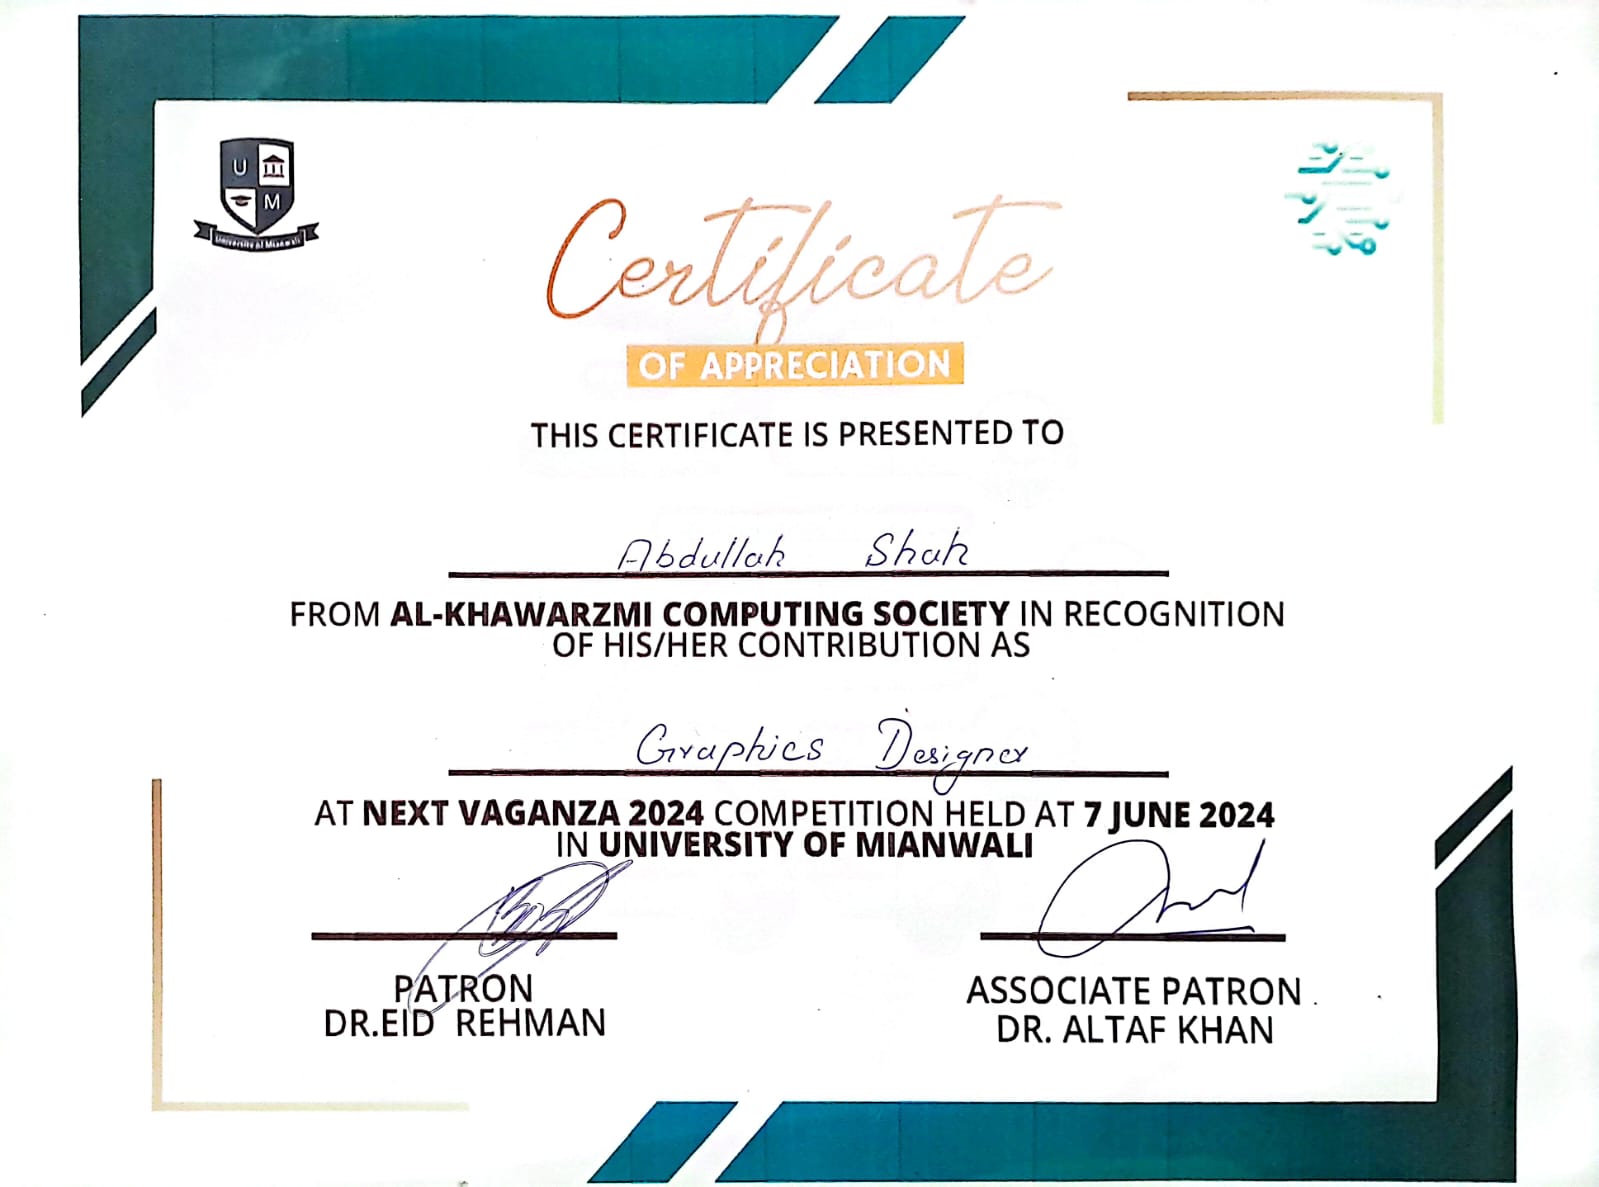 U
M
University of Mianwali
Certificate
OF APPRECIATION
THIS CERTIFICATE IS PRESENTED TO
Abdullah Shah
FROM AL-KHAWARZMI COMPUTING SOCIETY IN RECOGNITION
OF HIS/HER CONTRIBUTION AS
Graphics Designer
AT NEXT VAGANZA 2024 COMPETITION HELD AT 7 JUNE 2024
IN UNIVERSITY OF MIANWALI
PATRON
DR.EID REHMAN
ASSOCIATE PATRON
DR. ALTAF KHAN